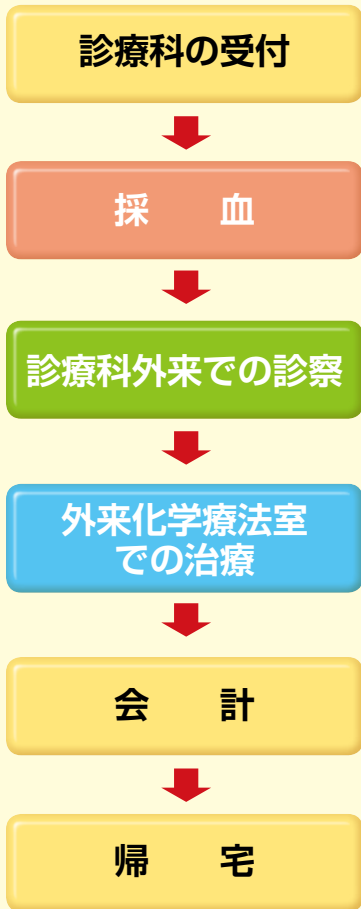 診療科の受付
採　　血
診療科外来での診察
外来化学療法室
での治療
会　　計
帰　　宅